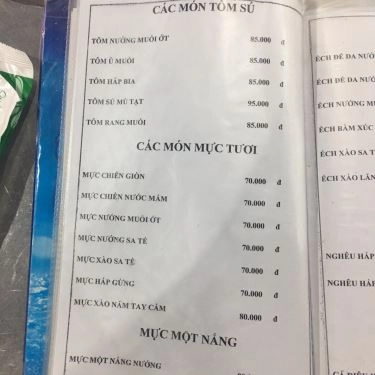 CÁC MÓN TÔM SÚ
TÔM NƯỚNG MUỐI ỚT 85.000 đ
TÔM Ủ MUỐI 85.000 đ
TÔM HẤP BIA 85.000 đ
TÔM SÚ MÙ TẠT 95.000 đ
TÔM RANG MUỐI 85.000 đ
CÁC MÓN MỰC TƯƠI
MỰC CHIÊN GIÒN 70.000 đ
MỰC CHIÊN NƯỚC MẮM 70.000 đ
MỰC NƯỚNG MUỐI ỚT 70.000 đ
MỰC NƯỚNG SA TẾ 70.000 đ
MỰC XÀO SA TẾ 70.000 đ
MỰC HẤP GỪNG 70.000 đ
MỰC XÀO NẤM TAY CẦM 80.000 đ
MỰC MỘT NẮNG
MỰC MỘT NẮNG NƯỚNG
ẾCH ĐÊ DA
ẾCH ĐÊ DA
ẾCH NƯỚNG
ẾCH BẰM XÚC
ẾCH XÀO SA
ẾCH XÀO LĂN
NGHÊU HẤP
NGHÊU HẤP